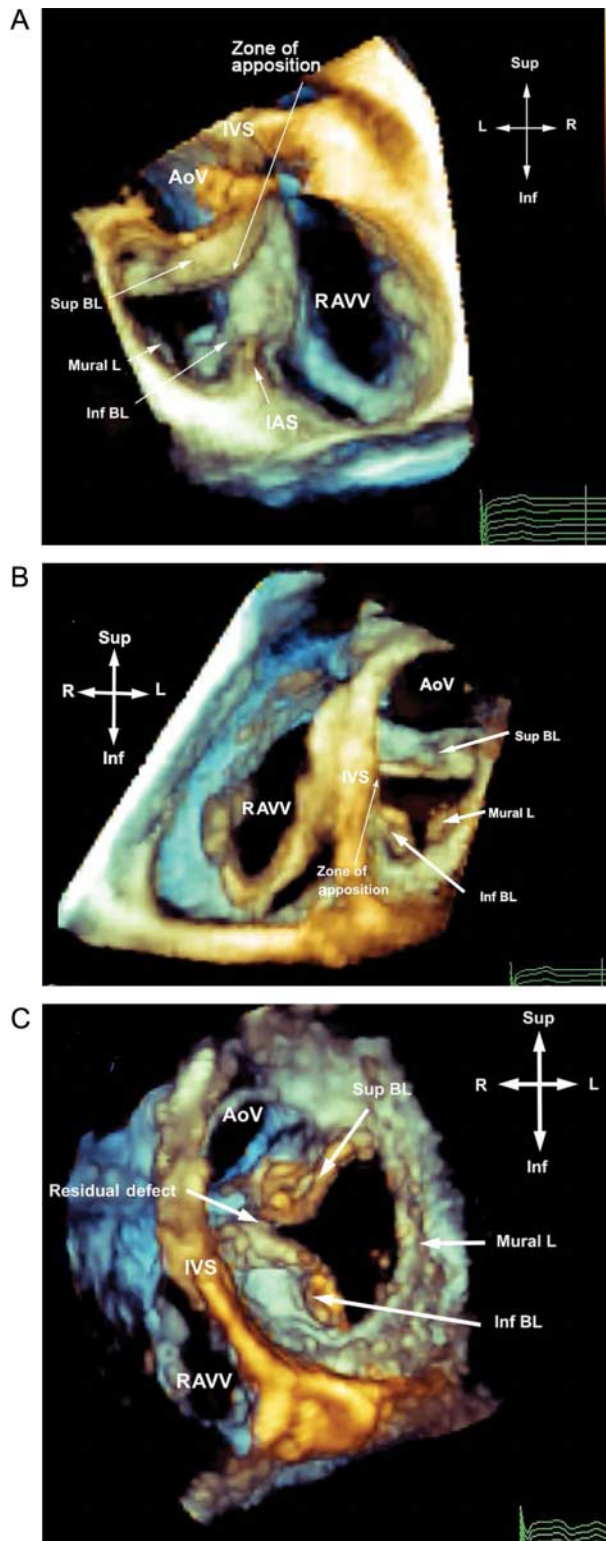 A
Zone of
apposition
Sup
L R
Inf
IVS
AoV
RAVV
Sup BL
Mural L
Inf BL
IAS
B
Sup
R L
Inf
AoV
Sup BL
IVS
RAVV
Mural L
Zone of
apposition
Inf BL
C
Sup
R L
Inf
Sup BL
AoV
Residual defect
Mural L
IVS
Inf BL
RAVV